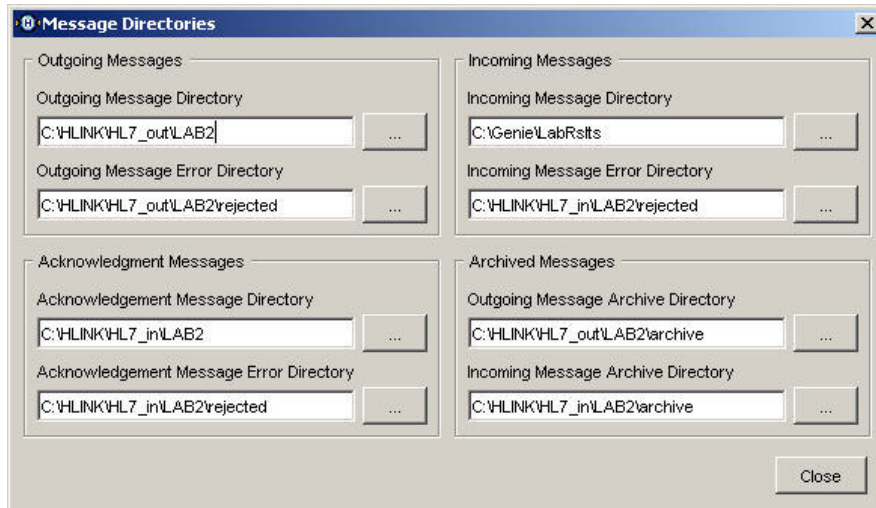 Message Directories
Outgoing Messages
Outgoing Message Directory
C:\HLINK\HL7_out\LAB2
...
Outgoing Message Error Directory
C:\HLINK\HL7_out\LAB2\rejected
...
Incoming Messages
Incoming Message Directory
C:\Genie\LabRslts
...
Incoming Message Error Directory
C:\HLINK\HL7_in\LAB2\rejected
...
Acknowledgment Messages
Acknowledgement Message Directory
C:\HLINK\HL7_in\LAB2
...
Acknowledgement Message Error Directory
C:\HLINK\HL7_in\LAB2\rejected
...
Archived Messages
Outgoing Message Archive Directory
C:\HLINK\HL7_out\LAB2\archive
...
Incoming Message Archive Directory
C:\HLINK\HL7_in\LAB2\archive
...
Close